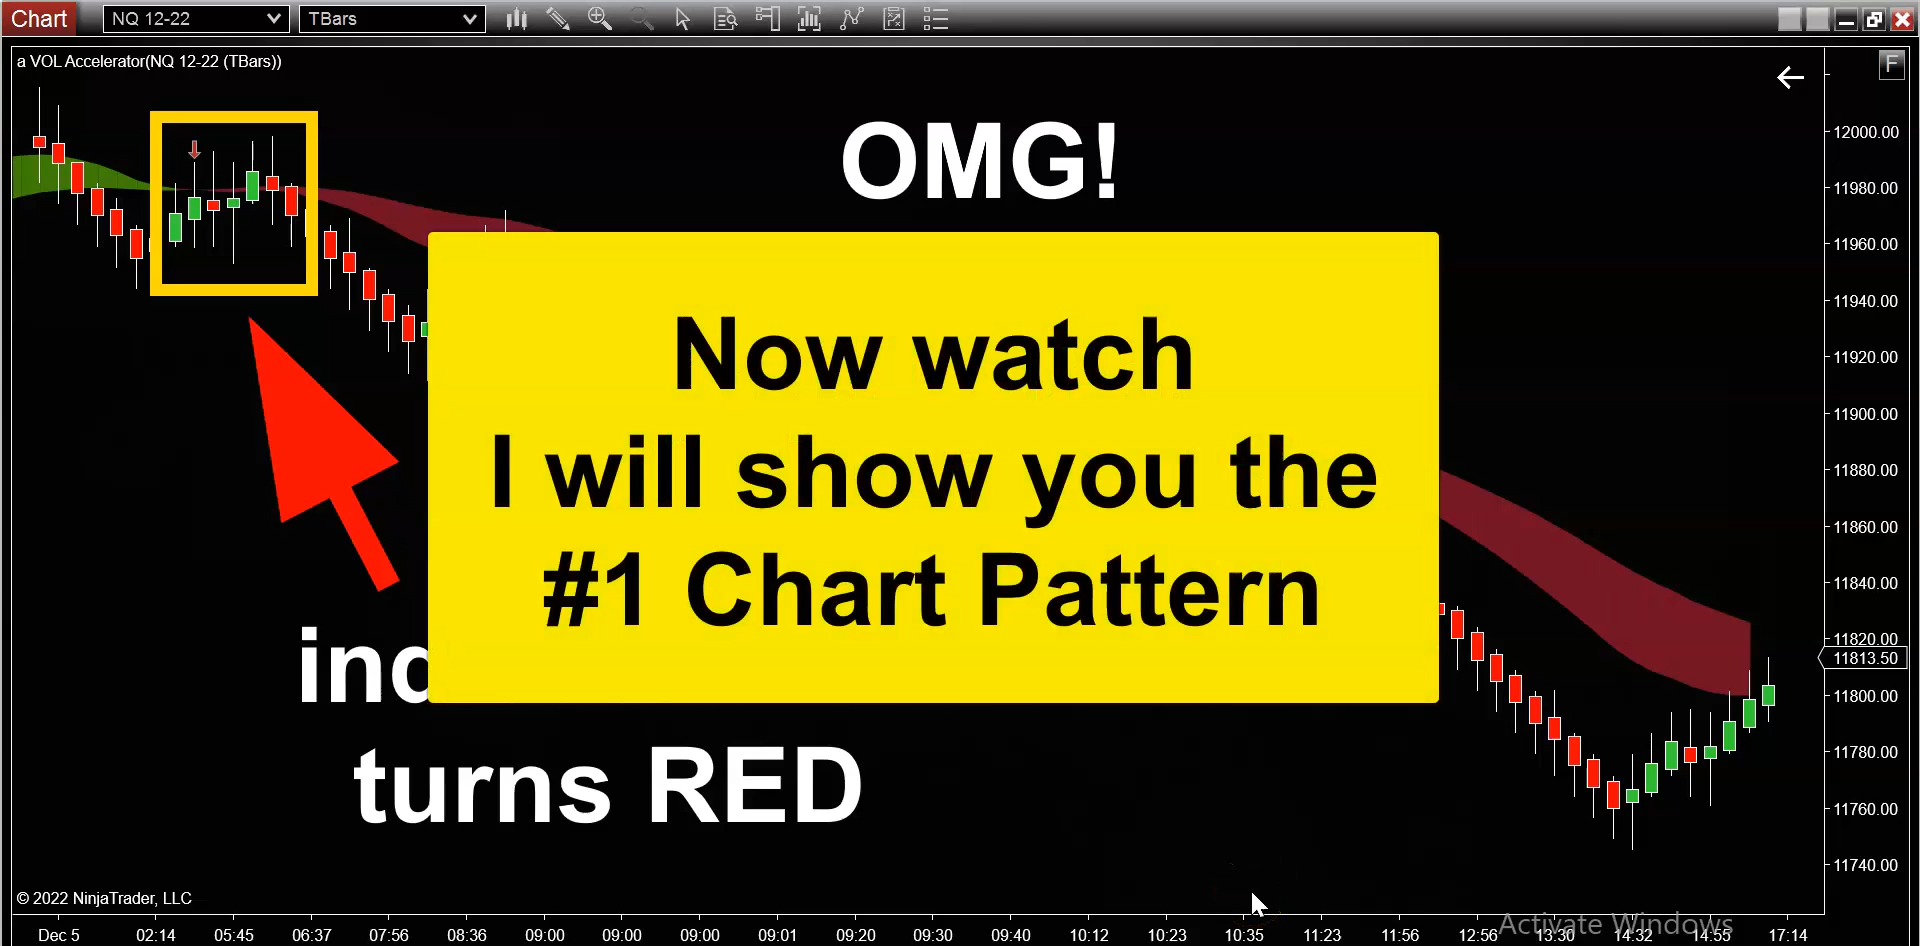 Chart
NQ 12-22
TBars
a VOL Accelerator(NQ 12-22 (TBars))
F
OMG!
Now watch
I will show you the
#1 Chart Pattern
turns RED
12000.00
11980.00
11960.00
11940.00
11920.00
11900.00
11880.00
11860.00
11840.00
11820.00
11813.50
11800.00
11780.00
11760.00
11740.00
© 2022 NinjaTrader, LLC
Activate Windows
Dec 5 02:14 05:45 06:37 07:56 08:36 09:00 09:00 09:00 09:01 09:20 09:30 09:40 10:12 10:23 10:35 11:23 11:56 12:56 13:30 14:32 14:55 17:14